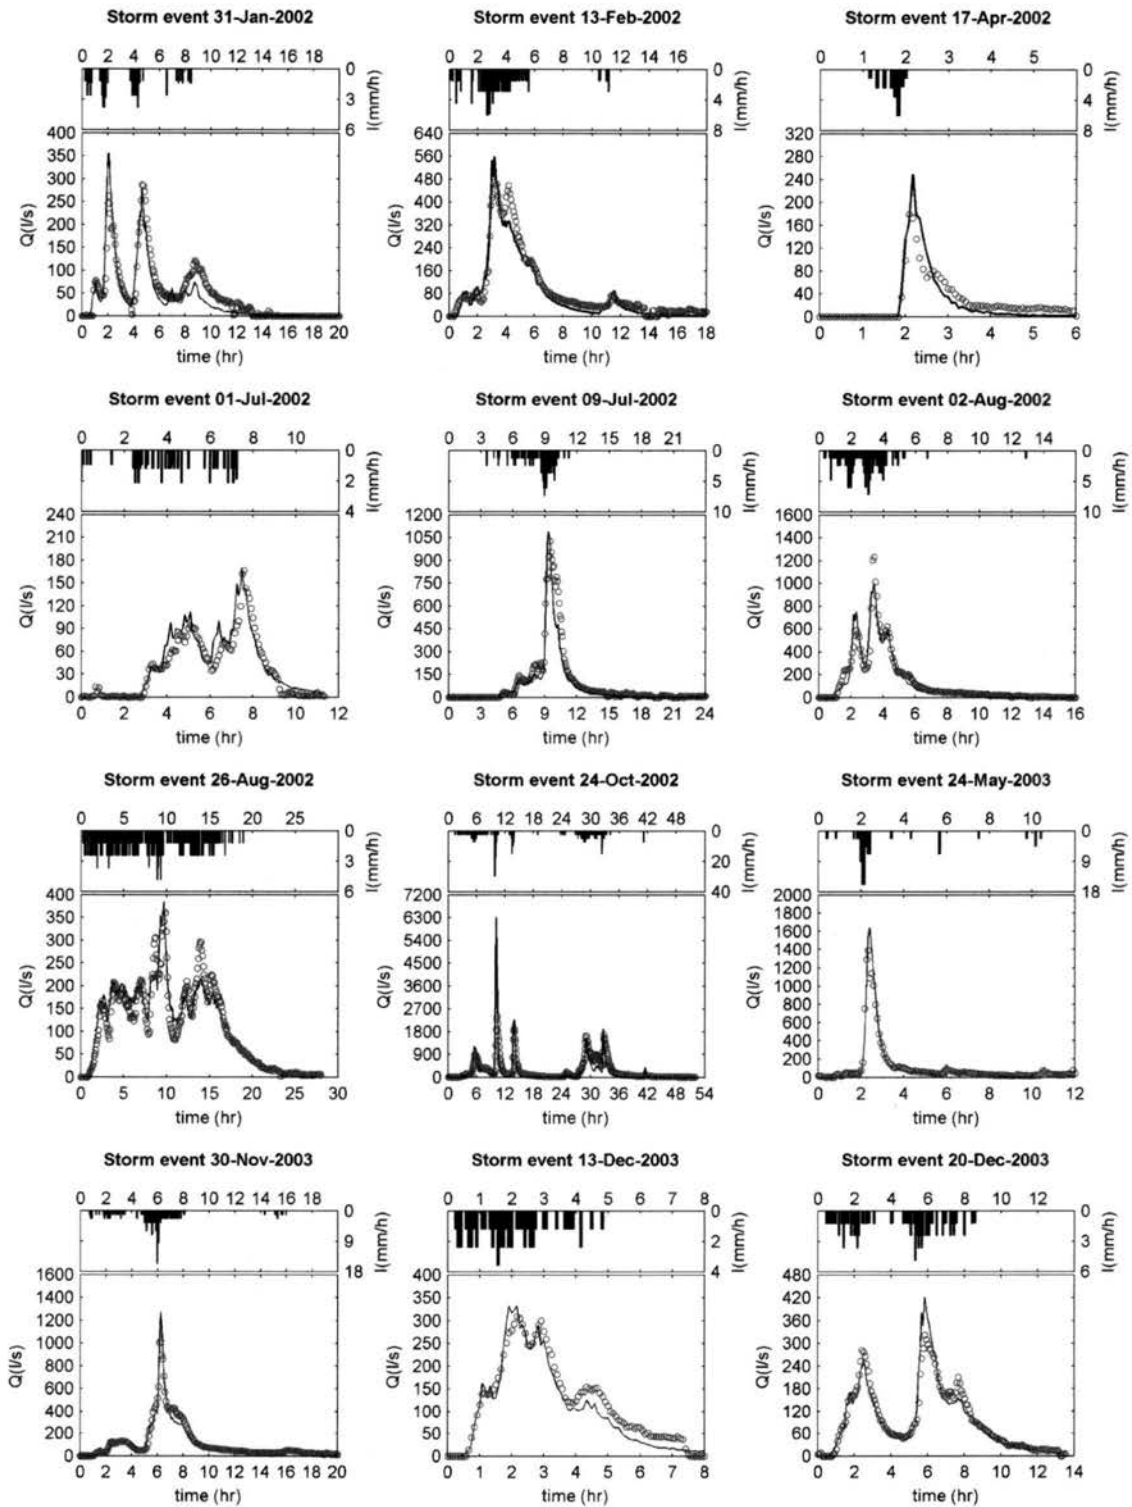 Storm event 31-Jan-2002 Storm event 13-Feb-2002 Storm event 17-Apr-2002
0 2 4 6 8 10 12 14 16 18 0 2 4 6 8 10 12 14 16 18 0 1 2 3 4 5
0 0 0
3 4 4
6 8 8
I(mm/h) I(mm/h) I(mm/h)
400 640 320
350 560 280
300 480 240
250 400 200
200 320 160
150 240 120
100 160 80
50 80 40
0 0 0
Q(l/s) Q(l/s) Q(l/s)
0 2 4 6 8 10 12 14 16 18 20 0 2 4 6 8 10 12 14 16 18 0 1 2 3 4 5 6
time (hr) time (hr) time (hr)
Storm event 01-Jul-2002 Storm event 09-Jul-2002 Storm event 02-Aug-2002
0 2 4 6 8 10 0 3 6 9 12 15 18 21 0 2 4 6 8 10 12 14
0 0 0
2 5 5
4 10 10
I(mm/h) I(mm/h) I(mm/h)
240 1200 1600
210 1050 1400
180 900 1200
150 750 1000
120 600 800
90 450 600
60 300 400
30 150 200
0 0 0
Q(l/s) Q(l/s) Q(l/s)
0 2 4 6 8 10 12 0 3 6 9 12 15 18 21 24 0 2 4 6 8 10 12 14 16
time (hr) time (hr) time (hr)
Storm event 26-Aug-2002 Storm event 24-Oct-2002 Storm event 24-May-2003
0 5 10 15 20 25 0 6 12 18 24 30 36 42 48 0 2 4 6 8 10
0 0 0
3 20 9
6 40 18
I(mm/h) I(mm/h) I(mm/h)
400 7200 2000
350 6300 1800
300 5400 1600
250 4500 1400
200 3600 1200
150 2700 1000
100 1800 800
50 900 600
0 0 400
200
0
Q(l/s) Q(l/s) Q(l/s)
0 5 10 15 20 25 30 0 6 12 18 24 30 36 42 48 54 0 2 4 6 8 10 12
time (hr) time (hr) time (hr)
Storm event 30-Nov-2003 Storm event 13-Dec-2003 Storm event 20-Dec-2003
0 2 4 6 8 10 12 14 16 18 0 1 2 3 4 5 6 7 8 0 2 4 6 8 10 12
0 0 0
9 2 3
18 4 6
I(mm/h) I(mm/h) I(mm/h)
1600 400 480
1400 350 420
1200 300 360
1000 250 300
800 200 240
600 150 180
400 100 120
200 50 60
0 0 0
Q(l/s) Q(l/s) Q(l/s)
0 2 4 6 8 10 12 14 16 18 20 0 1 2 3 4 5 6 7 8 0 2 4 6 8 10 12 14
time (hr) time (hr) time (hr)